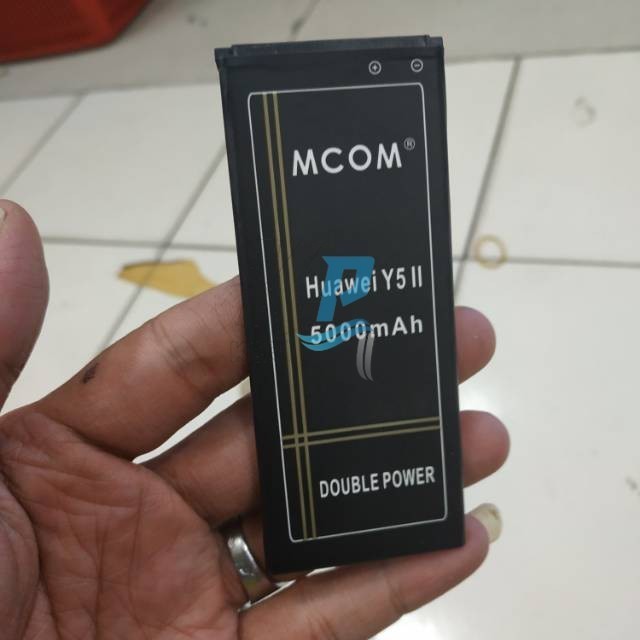 ⊕ ⊖
MCOM®
Huawei Y5 II
5000mAh
DOUBLE POWER